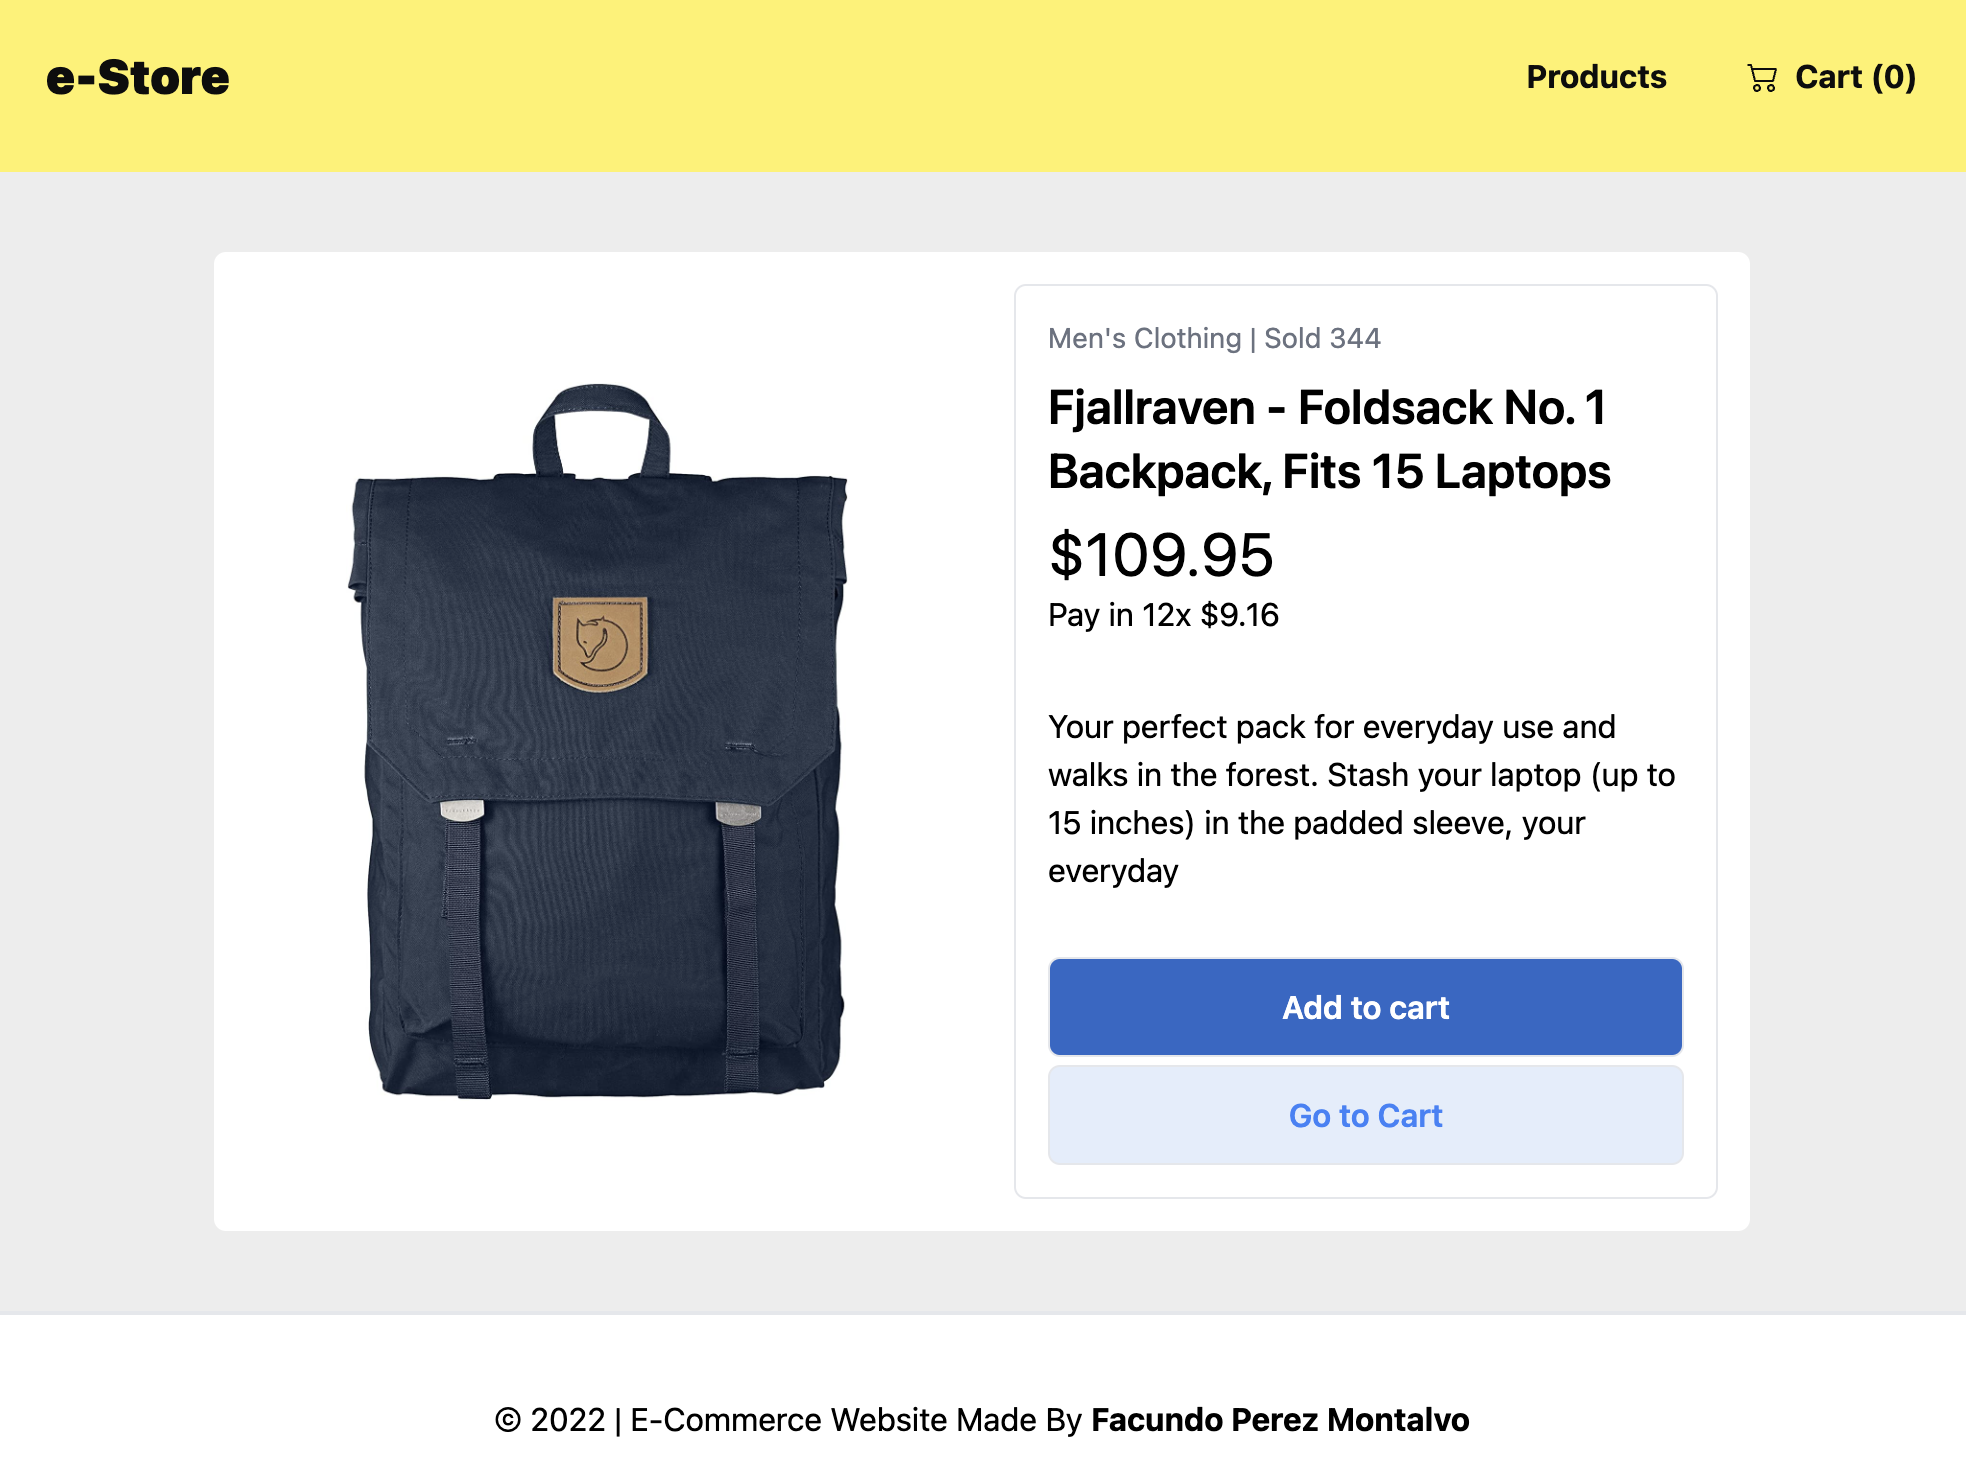 e-Store
Products
Cart (0)
Men's Clothing | Sold 344
Fjallraven - Foldsack No. 1
Backpack, Fits 15 Laptops
$109.95
Pay in 12x $9.16
Your perfect pack for everyday use and
walks in the forest. Stash your laptop (up to
15 inches) in the padded sleeve, your
everyday
Add to cart
Go to Cart
© 2022 | E-Commerce Website Made By Facundo Perez Montalvo